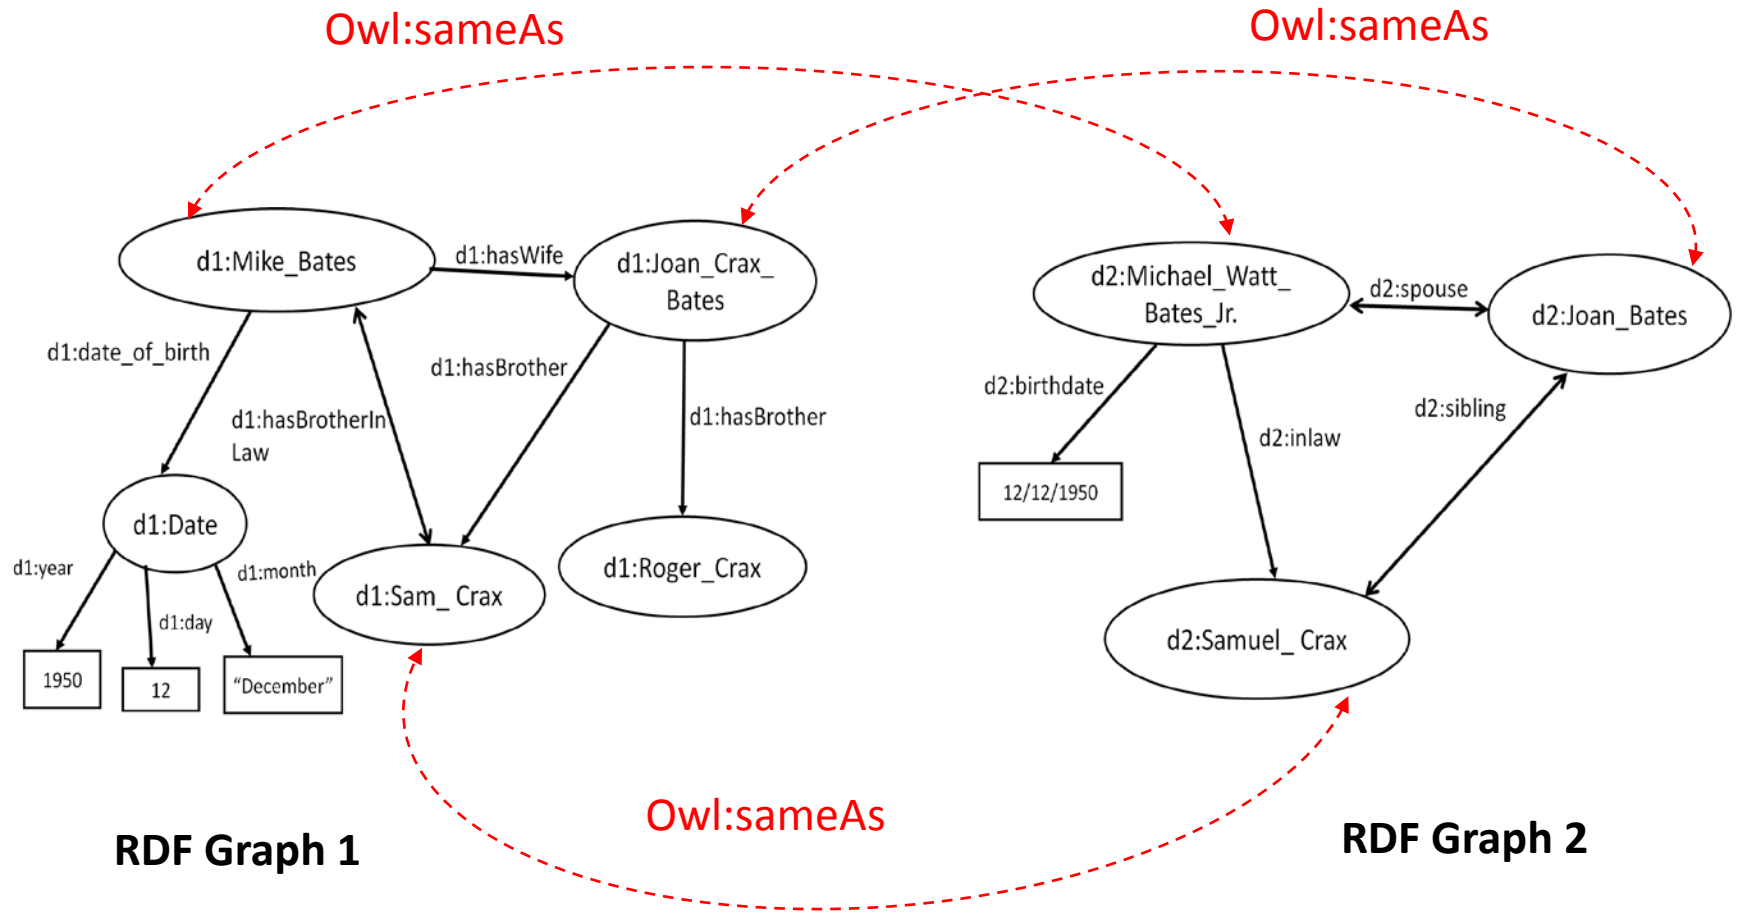 Owl:sameAs
Owl:sameAs
d1:Mike_Bates
d1:hasWife
d1:Joan_Crax_
Bates
d2:Michael_Watt_
Bates_Jr.
d2:spouse
d2:Joan_Bates
d1:date_of_birth
d1:hasBrother
d1:hasBrotherIn
Law
d1:hasBrother
d2:birthdate
d2:inlaw
d2:sibling
12/12/1950
d1:Date
d1:year
d1:day
d1:month
d1:Sam_ Crax
d1:Roger_Crax
d2:Samuel_ Crax
1950
12
“December”
Owl:sameAs
RDF Graph 1
RDF Graph 2